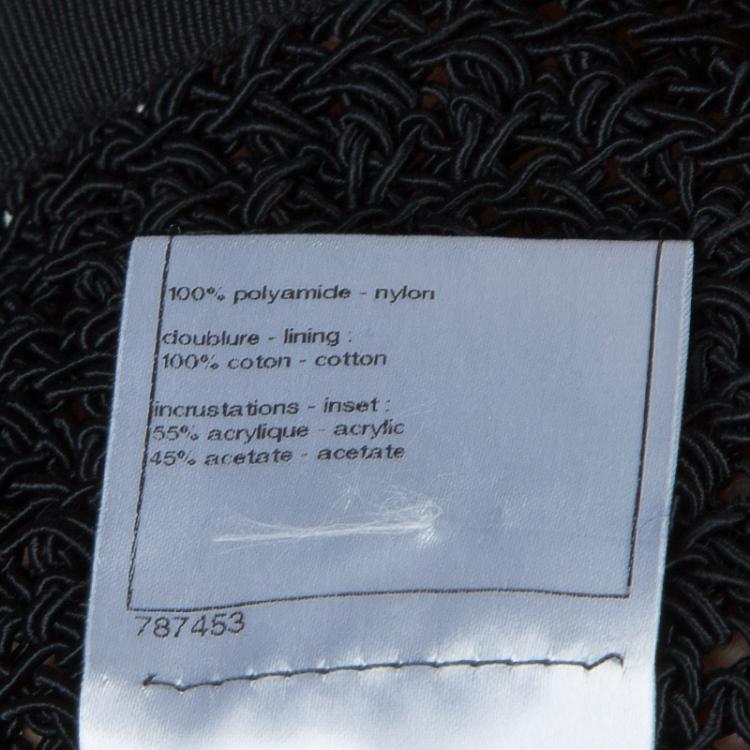 100% polyamide - nylon
doublure - lining :
100% coton - cotton
incrustations - inset :
55% acrylique - acrylic
45% acetate - acetate
787453